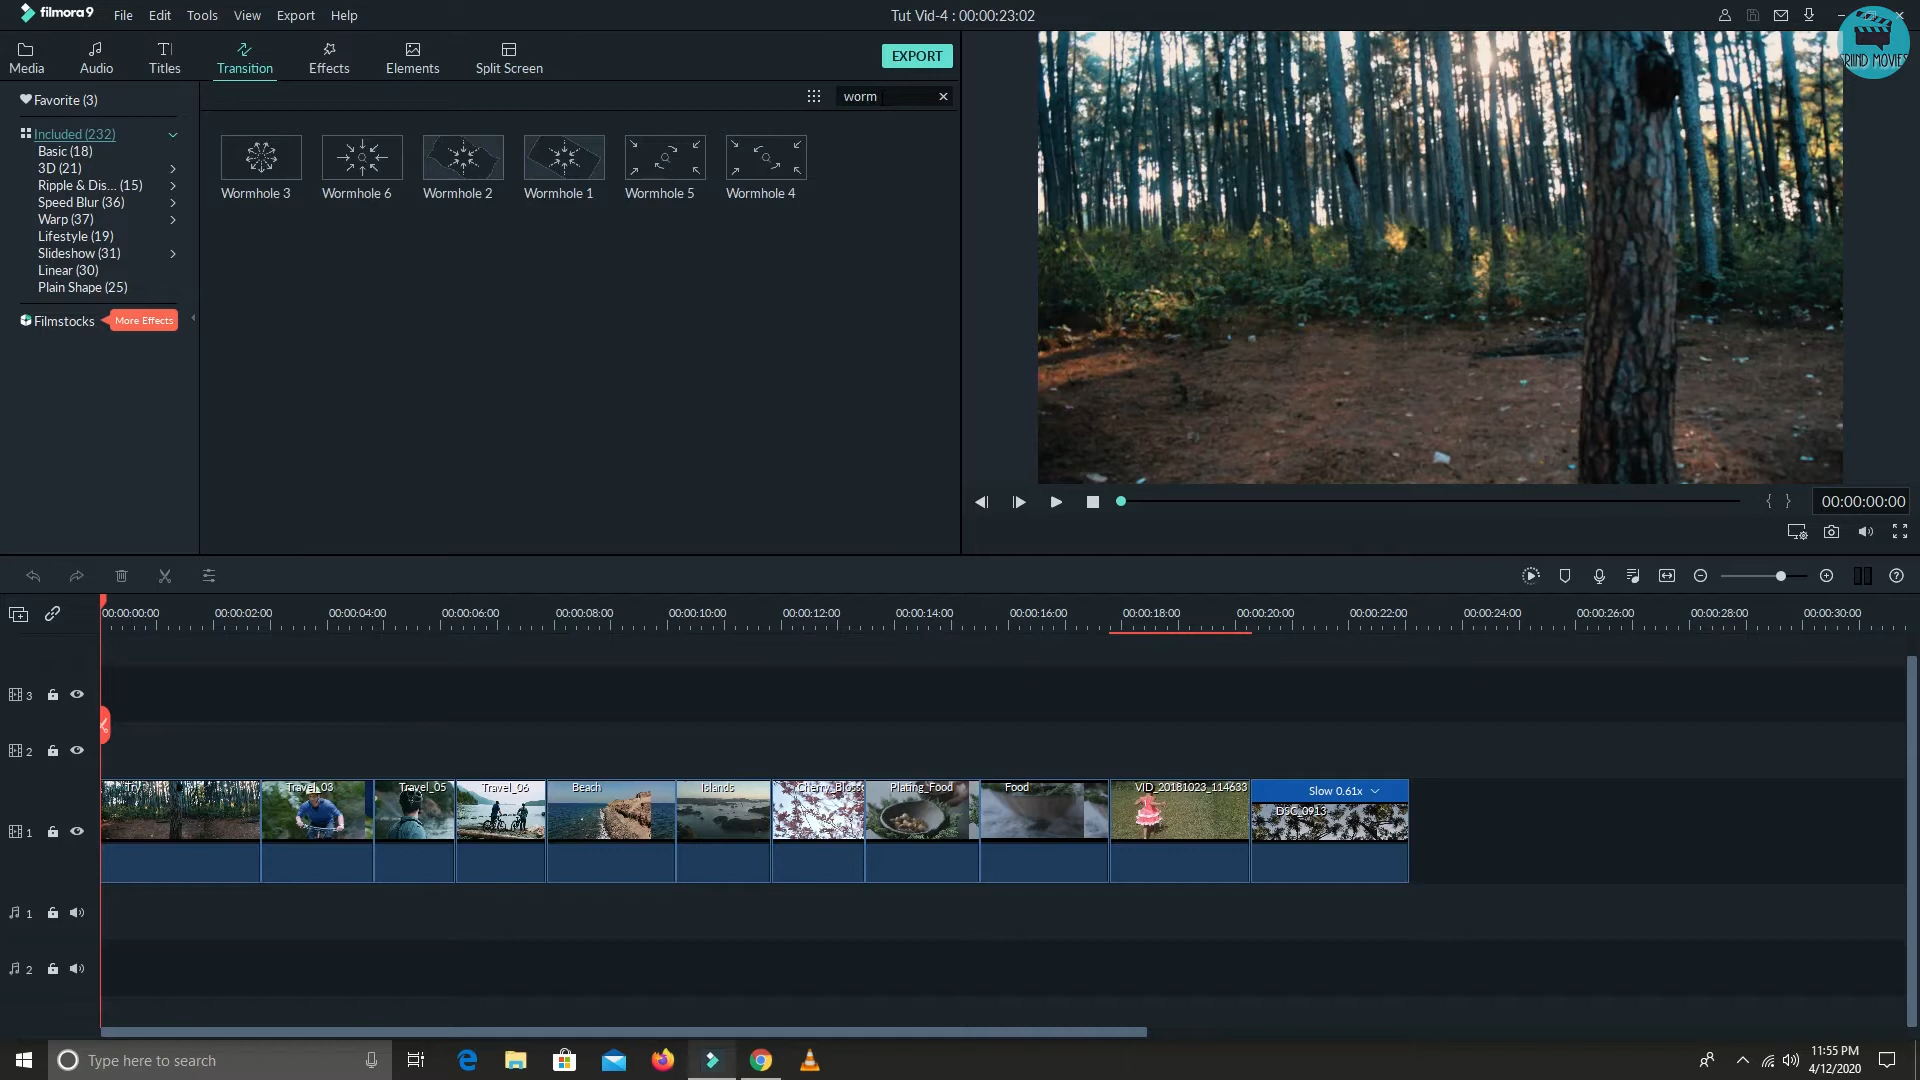 filmora9 File Edit Tools View Export Help Tut Vid-4 : 00:00:23:02
Media Audio Titles Transition Effects Elements Split Screen EXPORT
Favorite (3)
Included (232)
Basic (18)
3D (21)
Ripple & Dis... (15)
Speed Blur (36)
Warp (37)
Lifestyle (19)
Slideshow (31)
Linear (30)
Plain Shape (25)
Filmstocks More Effects
worm
Wormhole 3 Wormhole 6 Wormhole 2 Wormhole 1 Wormhole 5 Wormhole 4
00:00:00:00
00:00:00:00 00:00:02:00 00:00:04:00 00:00:06:00 00:00:08:00 00:00:10:00 00:00:12:00 00:00:14:00 00:00:16:00 00:00:18:00 00:00:20:00 00:00:22:00 00:00:24:00 00:00:26:00 00:00:28:00 00:00:30:00
3
2
1
Travel_03 Travel_05 Travel_06 Beach Islands Cherry_Bloss Plating_Food Food VID_20181023_114633 Slow 0.61x
DSC_0913
1
2
Type here to search
11:55 PM
4/12/2020